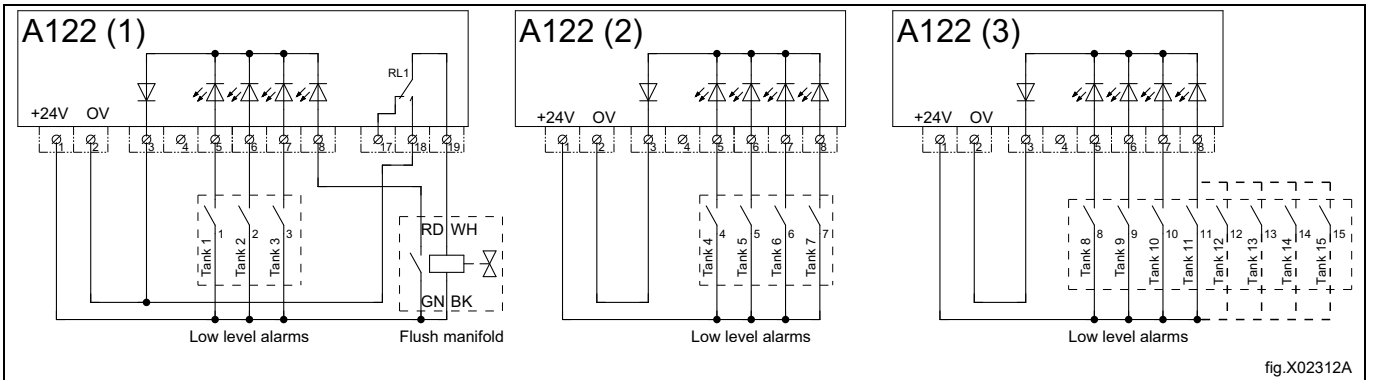 A122 (1)
RL1
+24V OV
1 2 3 4 5 6 7 8 17 18 19
Tank 1 1 Tank 2 2 Tank 3 3
RD WH
GN BK
Low level alarms
Flush manifold
A122 (2)
+24V OV
1 2 3 4 5 6 7 8
Tank 4 4 Tank 5 5 Tank 6 6 Tank 7 7
Low level alarms
A122 (3)
+24V OV
1 2 3 4 5 6 7 8
Tank 8 8 Tank 9 9 Tank 10 10 Tank 11 11 Tank 12 12 Tank 13 13 Tank 14 14 Tank 15 15
Low level alarms
fig.X02312A